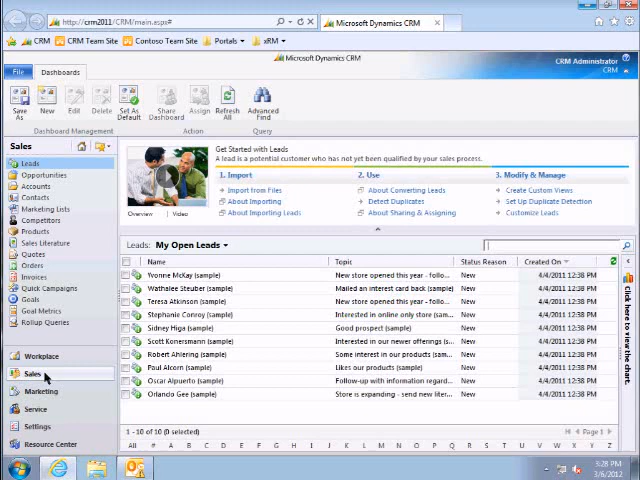 http://crm2011/CRM/main.aspx#
Microsoft Dynamics CRM
CRM
CRM Team Site
Contoso Team Site
Portals
xRM
Microsoft Dynamics CRM
File
Dashboards
CRM Administrator
CRM
Save As
New
Edit
Delete
Set As Default
Share Dashboard
Assign
Refresh All
Advanced Find
Dashboard Management
Action
Query
Sales
Leads
Opportunities
Accounts
Contacts
Marketing Lists
Competitors
Products
Sales Literature
Quotes
Orders
Invoices
Quick Campaigns
Goals
Goal Metrics
Rollup Queries
Workplace
Sales
Marketing
Service
Settings
Resource Center
Get Started with Leads
A lead is a potential customer who has not yet been qualified by your sales process.
Overview
Video
1. Import
2. Use
3. Modify & Manage
Import from Files
About Converting Leads
Create Custom Views
About Importing
Detect Duplicates
Set Up Duplicate Detection
About Importing Leads
About Sharing & Assigning
Customize Leads
Leads: My Open Leads
Name Topic Status Reason Created On
Yvonne McKay (sample) New store opened this year - follo... New 4/4/2011 12:38 PM
Wathalee Steuber (sample) Mailed an interest card back (sample) New 4/4/2011 12:38 PM
Teresa Atkinson (sample) New store opened this year - follo... New 4/4/2011 12:38 PM
Stephanie Conroy (sample) Interested in online only store (sam... New 4/4/2011 12:38 PM
Sidney Higa (sample) Good prospect (sample) New 4/4/2011 12:38 PM
Scott Konersmann (sample) Interested in our newer offerings (s... New 4/4/2011 12:38 PM
Robert Ahlering (sample) Some interest in our products (sam... New 4/4/2011 12:38 PM
Paul Alcorn (sample) Likes our products (sample) New 4/4/2011 12:38 PM
Oscar Alpuerto (sample) Follow-up with information regard... New 4/4/2011 12:38 PM
Orlando Gee (sample) Store is expanding - send new liter... New 4/4/2011 12:38 PM
Click here to view the chart.
1 - 10 of 10 (0 selected)
Page 1
All # A B C D E F G H I J K L M N O P Q R S T U V W X Y Z
3:28 PM
3/6/2012